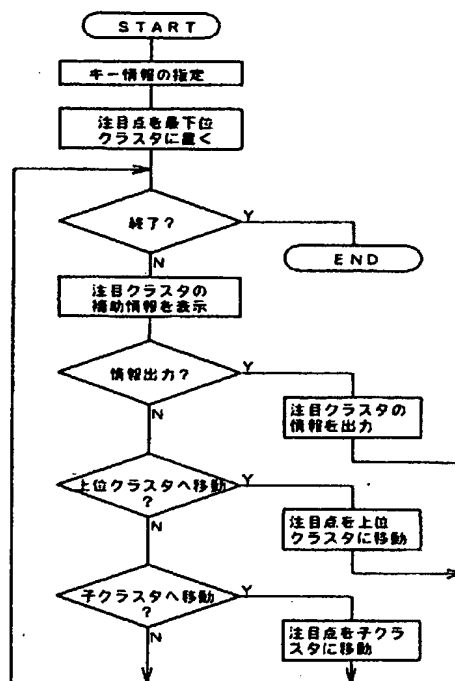 START
キー情報の指定
注目点を最下位
クラスタに置く
終了?
Y
N
END
注目クラスタの
補助情報を表示
情報出力?
Y
N
注目クラスタの
情報を出力
上位クラスタへ移動
?
Y
N
注目点を上位
クラスタに移動
子クラスタへ移動
?
Y
N
注目点を子クラ
スタに移動